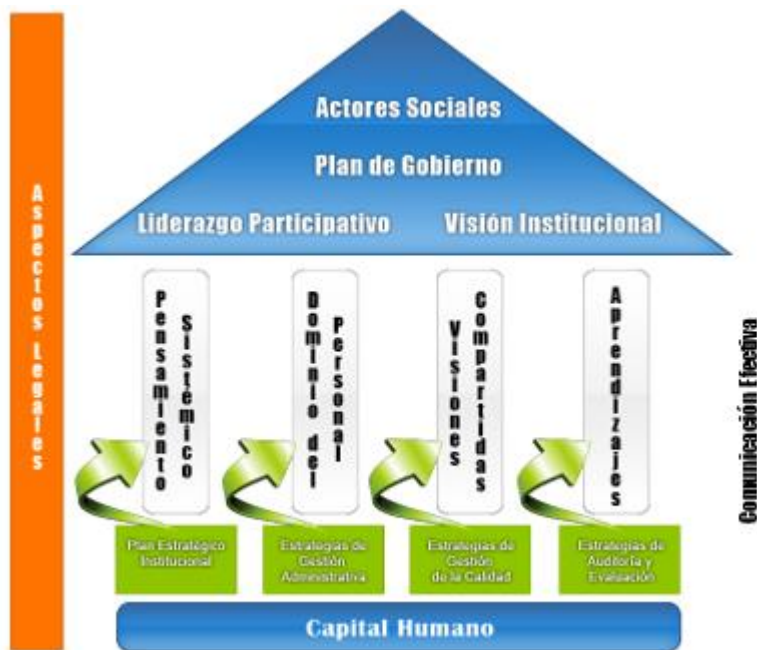 Actores Sociales
Plan de Gobierno
Liderazgo Participativo
Visión Institucional
Aspectos Legales
Pensamiento
Sistémico
Dominio del
Personal
Visiones
Compartidas
Aprendizajes
Comunicación Efectiva
Plan Estratégico
Institucional
Estrategias de
Gestión
Administrativa
Estrategias de
Gestión
de la Calidad
Estrategias de
Auditoría y
Evaluación
Capital Humano